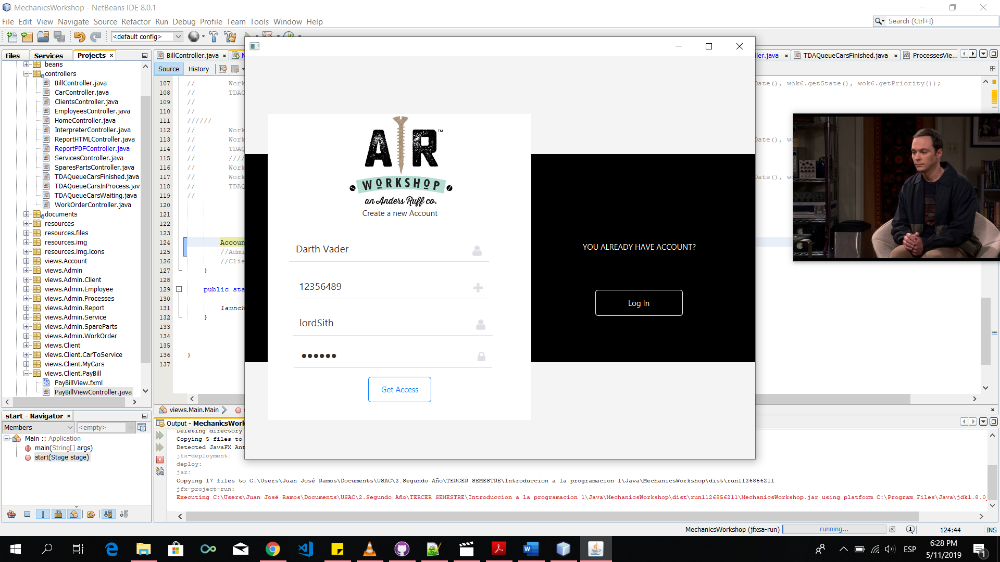 MechanicsWorkshop - NetBeans IDE 8.0.1
File Edit View Navigate Source Refactor Run Debug Profile Team Tools Window Help
Search (Ctrl+I)
<default config>
Files Services Projects
BillController.java
ler.java
TDAQueueCarsFinished.java
ProcessesVie...
Source History
beans
controllers
BillController.java
CarController.java
ClientsController.java
EmployeesController.java
HomeController.java
InterpreterController.java
ReportHTMLController.java
ReportPDFController.java
ServicesController.java
SparesPartsController.java
TDAQueueCarsFinished.java
TDAQueueCarsInProcess.java
TDAQueueCarsWaiting.java
WorkOrderController.java
documents
resources
resources.files
resources.img
resources.img.icons
views.Account
views.Admin
views.Admin.Client
views.Admin.Employee
views.Admin.Processes
views.Admin.Report
views.Admin.Service
views.Admin.SpareParts
views.Admin.WorkOrder
views.Client
views.Client.CarToService
views.Client.MyCars
views.Client.PayBill
PayBillView.fxml
PayBillViewController.java
107 // Work
Date(), wok6.getState(), wok6.getPriority());
108 // TDAQ
109 //
110 //
111 //////
112 // Work
113 // Work
Date(), wo
114 // TDAQ
115 // ////
116 // Work
117 // Work
Date(), wo
118 // TDAQ
119 //
120
121
122
123
124 Accoun
125 //Admi
126 //Clie
127 }
128
129 public sta
130
131 launch
132 }
133
134
135
136 }
137
A R ™
WORKSHOP
an Anders Ruff co.
Create a new Account
Darth Vader
12356489
lordSith
●●●●●●
Get Access
YOU ALREADY HAVE ACCOUNT?
Log In
views.Main.Main
start - Navigator
Members
<empty>
Main :: Application
main(String[] args)
start(Stage stage)
Output - MechanicsWork
Deleting directory
Copying 5 files to
Detected JavaFX Ant
jfx-deployment:
deploy:
jar:
Copying 17 files to C:\Users\Juan José Ramos\Documents\USAC\2.Segundo Año\TERCER SEMESTRE\Introduccion a la programacion 1\Java\MechanicsWorkshop\dist\run1126856211
jfx-project-run:
Executing C:\Users\Juan José Ramos\Documents\USAC\2.Segundo Año\TERCER SEMESTRE\Introduccion a la programacion 1\Java\MechanicsWorkshop\dist\run1126856211\MechanicsWorkshop.jar using platform C:\Program Files\Java\jdk1.8.0_
MechanicsWorkshop (jfxsa-run)
running...
1
124:44
INS
ESP
6:28 PM
5/11/2019
1